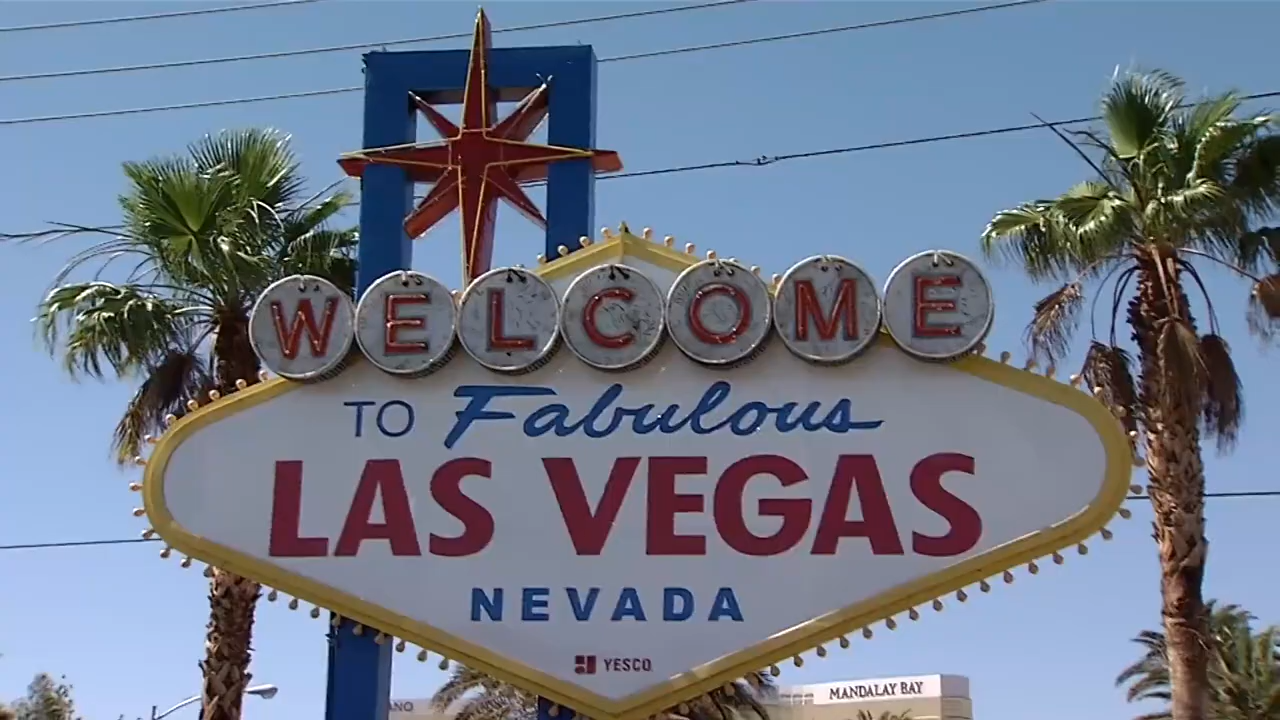 WELCOME
TO Fabulous
LAS VEGAS
NEVADA
YESCO
MANDALAY BAY